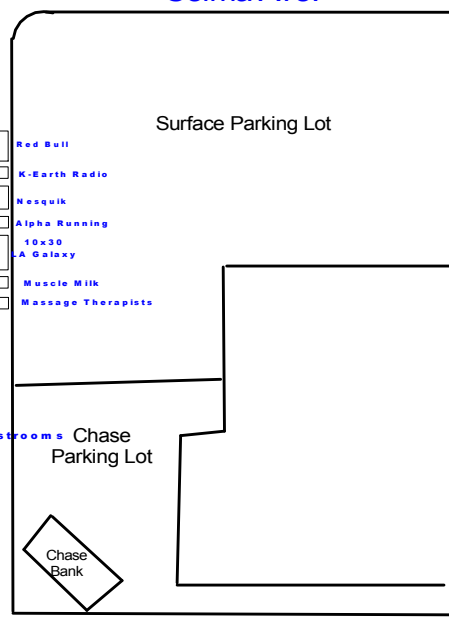 Surface Parking Lot
Red Bull
K-Earth Radio
Nesquik
Alpha Running
10x30
LA Galaxy
Muscle Milk
Massage Therapists
Chase
Parking Lot
Chase
Bank